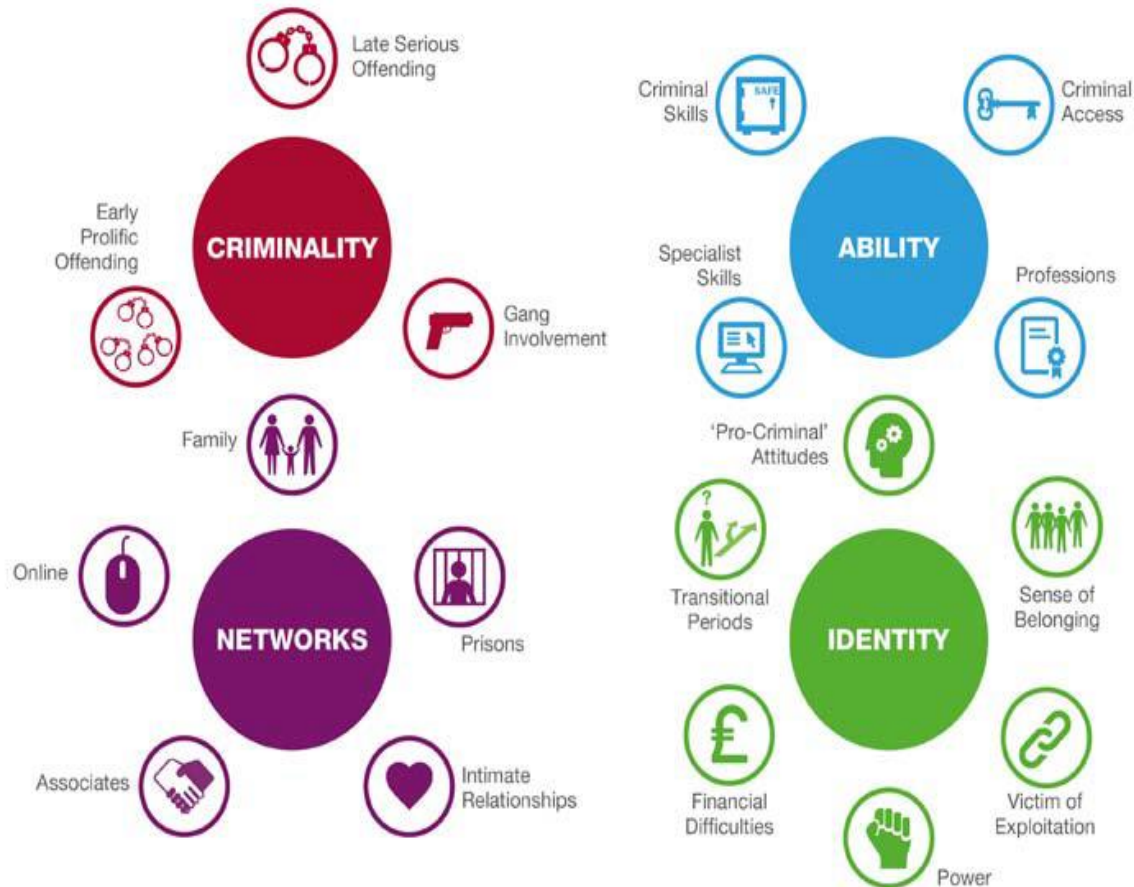 Late Serious
Offending
CRIMINALITY
Early
Prolific
Offending
Gang
Involvement
Criminal
Skills
SAFE
Criminal
Access
ABILITY
Specialist
Skills
Professions
Family
Online
NETWORKS
Prisons
Associates
Intimate
Relationships
'Pro-Criminal'
Attitudes
?
Transitional
Periods
Sense of
Belonging
IDENTITY
£
Financial
Difficulties
Victim of
Exploitation
Power